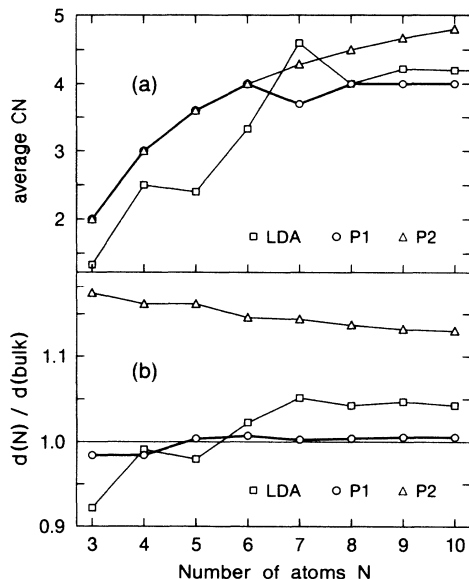 5
4
3
2
average CN
(a)
LDA P1 P2
1.1
1.0
0.9
d(N) / d(bulk)
(b)
LDA P1 P2
3 4 5 6 7 8 9 10
Number of atoms N